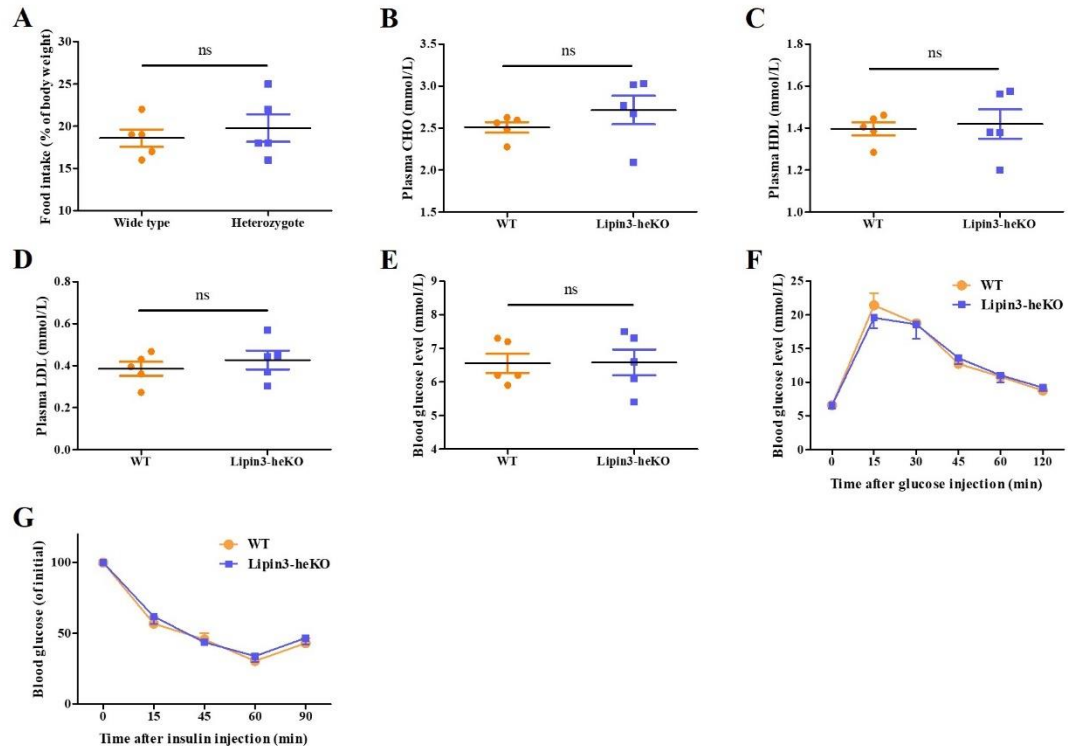 A
Food intake (% of body weight)
30
25
20
15
10
ns
Wide type
Heterozygote
B
Plasma CHO (mmol/L)
3.5
3.0
2.5
2.0
1.5
ns
WT
Lipin3-heKO
C
Plasma HDL (mmol/L)
1.8
1.6
1.4
1.2
1.0
ns
WT
Lipin3-heKO
D
Plasma LDL (mmol/L)
0.8
0.6
0.4
0.2
0.0
ns
WT
Lipin3-heKO
E
Blood glucose level (mmol/L)
9
8
7
6
5
4
ns
WT
Lipin3-heKO
F
Blood glucose level (mmol/L)
25
20
15
10
5
0
WT
Lipin3-heKO
0 15 30 45 60 120
Time after glucose injection (min)
G
Blood glucose (of initial)
100
50
0
WT
Lipin3-heKO
0 15 45 60 90
Time after insulin injection (min)